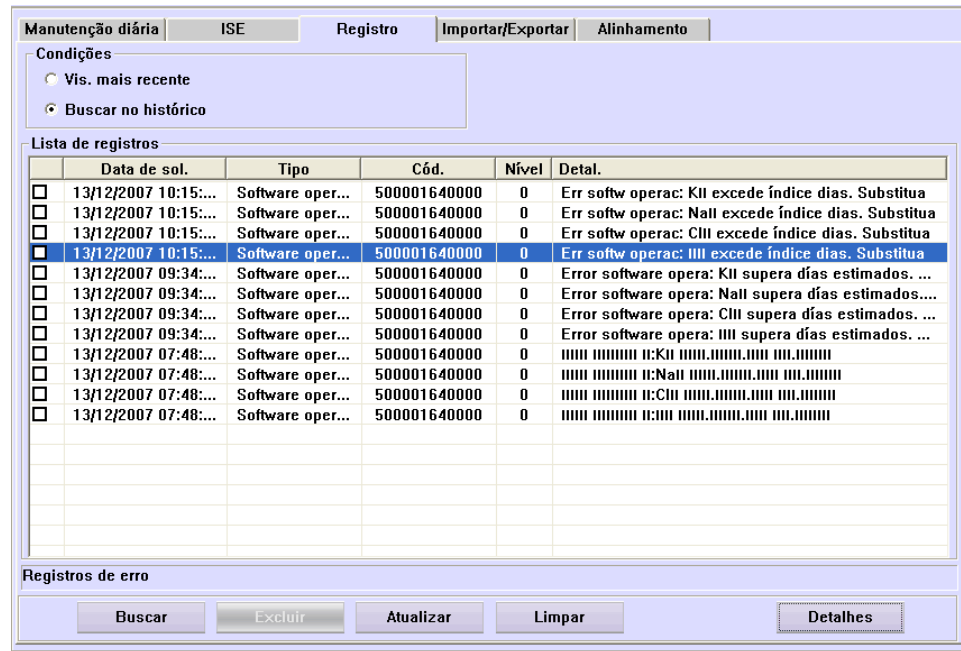 Manutenção diária ISE Registro Importar/Exportar Alinhamento
Condições
Vis. mais recente
Buscar no histórico
Lista de registros
Data de sol. Tipo Cód. Nível Detal.
13/12/2007 10:15:... Software oper... 500001640000 0 Err softw operac: KII excede índice dias. Substitua
13/12/2007 10:15:... Software oper... 500001640000 0 Err softw operac: NaII excede índice dias. Substitua
13/12/2007 10:15:... Software oper... 500001640000 0 Err softw operac: ClII excede índice dias. Substitua
13/12/2007 10:15:... Software oper... 500001640000 0 Err softw operac: IIII excede índice dias. Substitua
13/12/2007 09:34:... Software oper... 500001640000 0 Error software opera: KII supera días estimados. ...
13/12/2007 09:34:... Software oper... 500001640000 0 Error software opera: NaII supera días estimados....
13/12/2007 09:34:... Software oper... 500001640000 0 Error software opera: ClII supera días estimados. ...
13/12/2007 09:34:... Software oper... 500001640000 0 Error software opera: IIII supera días estimados. ...
13/12/2007 07:48:... Software oper... 500001640000 0
13/12/2007 07:48:... Software oper... 500001640000 0
13/12/2007 07:48:... Software oper... 500001640000 0
13/12/2007 07:48:... Software oper... 500001640000 0
Registros de erro
Buscar Excluir Atualizar Limpar Detalhes